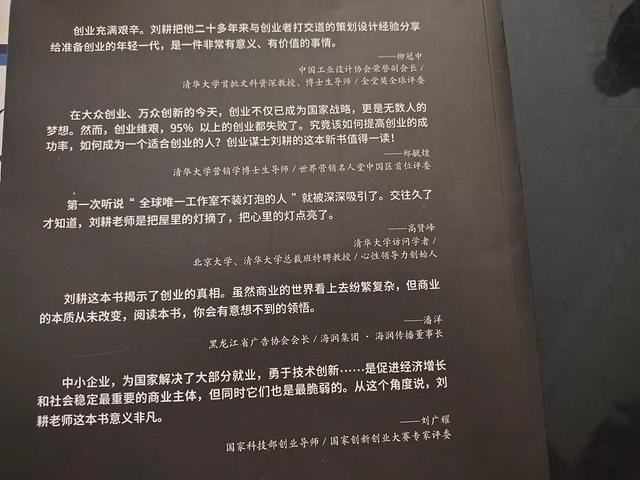 创业充满艰辛。刘耕把他二十多年来与创业者打交道的策划设计经验分享
给准备创业的年轻一代，是一件非常有意义、有价值的事情。
——柳冠中
中国工业设计协会荣誉副会长/
清华大学首批文科资深教授、博士生导师/金堂奖全球评委
在大众创业、万众创新的今天，创业不仅已成为国家战略，更是无数人的
梦想。然而，创业维艰，95% 以上的创业都失败了。究竟该如何提高创业的成
功率，如何成为一个适合创业的人？创业谋士刘耕的这本新书值得一读！
——郑毓煌
清华大学营销学博士生导师/世界营销名人堂中国区首位评委
第一次听说“全球唯一工作室不装灯泡的人”就被深深吸引了。交往久了
才知道，刘耕老师是把屋里的灯摘了，把心里的灯点亮了。
——高贤峰
清华大学访问学者/
北京大学、清华大学总裁班特聘教授/心性领导力创始人
刘耕这本书揭示了创业的真相。虽然商业的世界看上去纷繁复杂，但商业
的本质从未改变，阅读本书，你会有意想不到的领悟。
——潘洋
黑龙江省广告协会会长/海润集团·海润传播董事长
中小企业，为国家解决了大部分就业，勇于技术创新……是促进经济增长
和社会稳定最重要的商业主体，但同时它们也是最脆弱的。从这个角度说，刘
耕老师这本书意义非凡。
——刘广耀
国家科技部创业导师/国家创新创业大赛专家评委